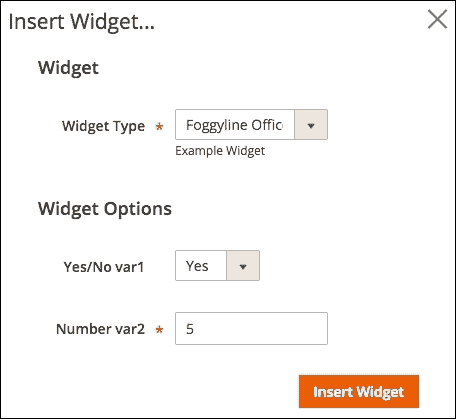 Insert Widget...
Widget
Widget Type * Foggyline Offic
Example Widget
Widget Options
Yes/No var1 Yes
Number var2 * 5
Insert Widget